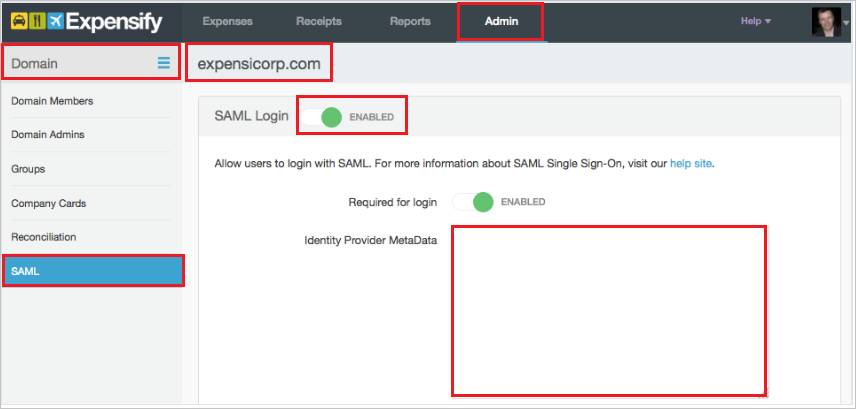 Expensify Expenses Receipts Reports Admin Help
Domain
expensicorp.com
Domain Members
Domain Admins
Groups
Company Cards
Reconciliation
SAML
SAML Login ENABLED
Allow users to login with SAML. For more information about SAML Single Sign-On, visit our help site.
Required for login ENABLED
Identity Provider MetaData